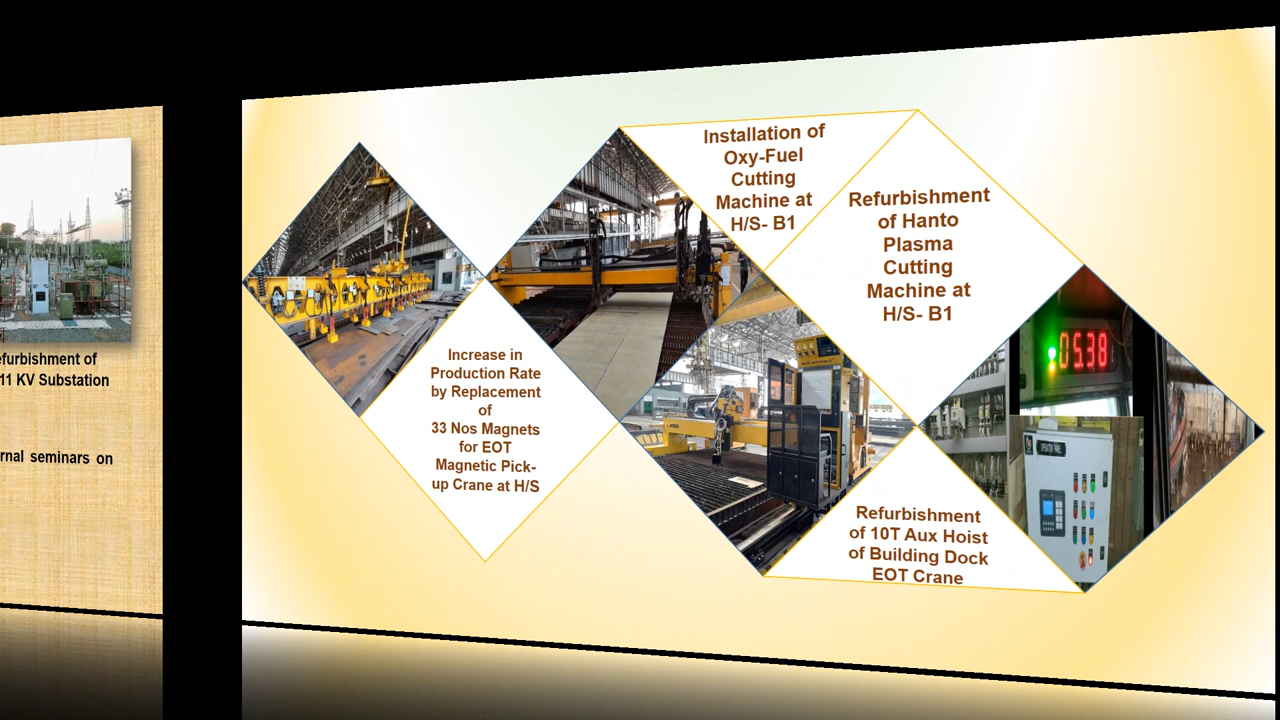 efurbishment of
11 KV Substation
rnal seminars on
Increase in
Production Rate
by Replacement
of
33 Nos Magnets
for EOT
Magnetic Pick-
up Crane at H/S
Installation of
Oxy-Fuel
Cutting
Machine at
H/S- B1
Refurbishment
of Hanto
Plasma
Cutting
Machine at
H/S- B1
Refurbishment
of 10T Aux Hoist
of Building Dock
EOT Crane
05.38
OPERATION PANEL